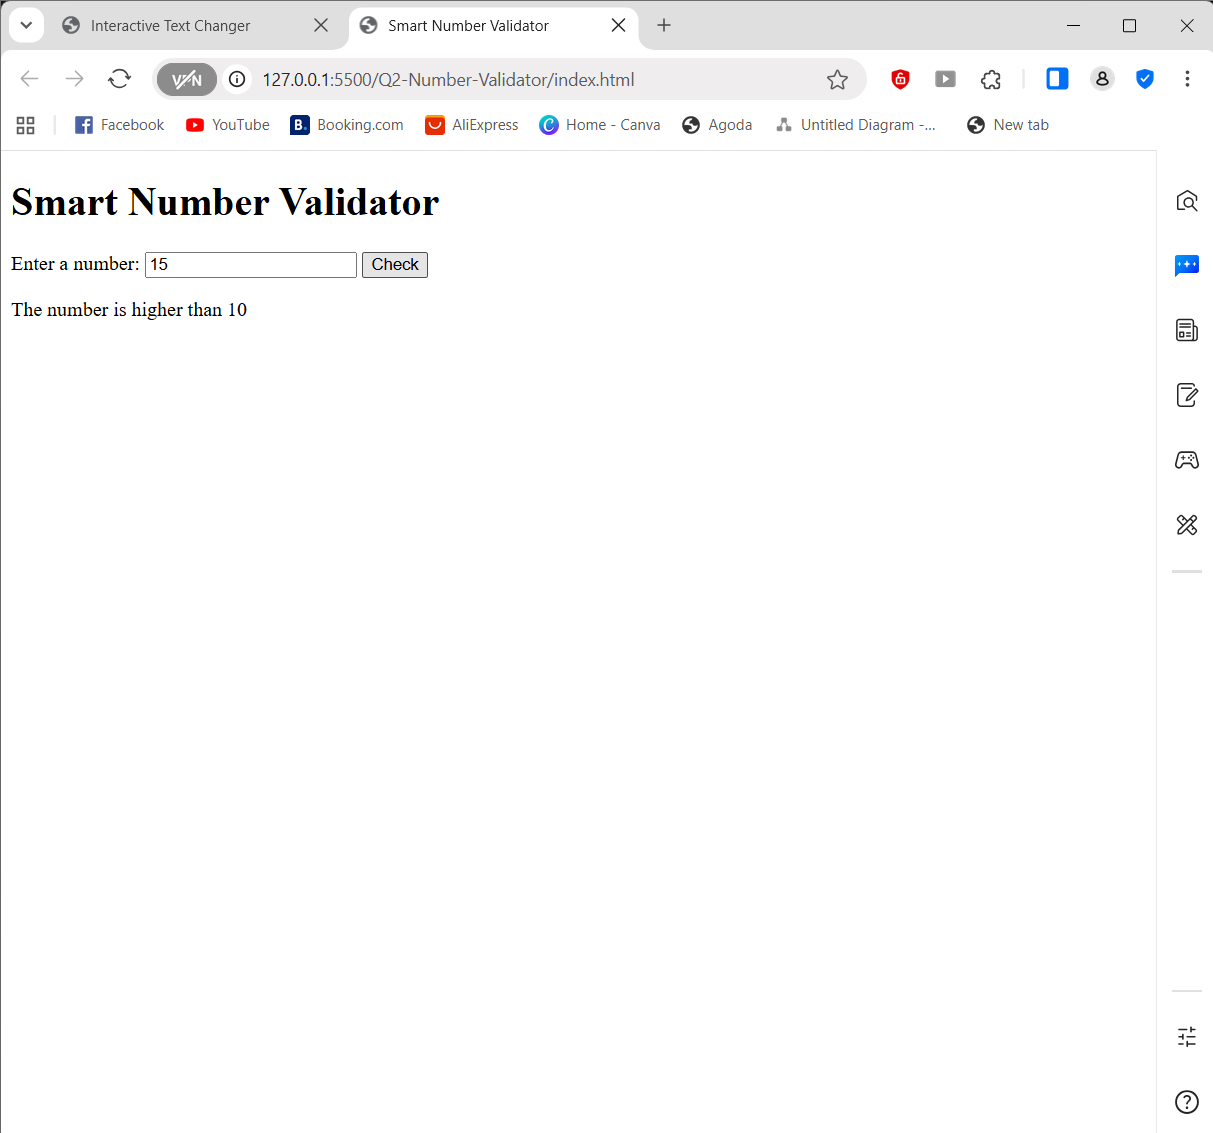 Interactive Text Changer
Smart Number Validator
VPN
127.0.0.1:5500/Q2-Number-Validator/index.html
Facebook
YouTube
B. Booking.com
AliExpress
C Home - Canva
Agoda
Untitled Diagram -...
New tab
Smart Number Validator
Enter a number: 15 Check
The number is higher than 10